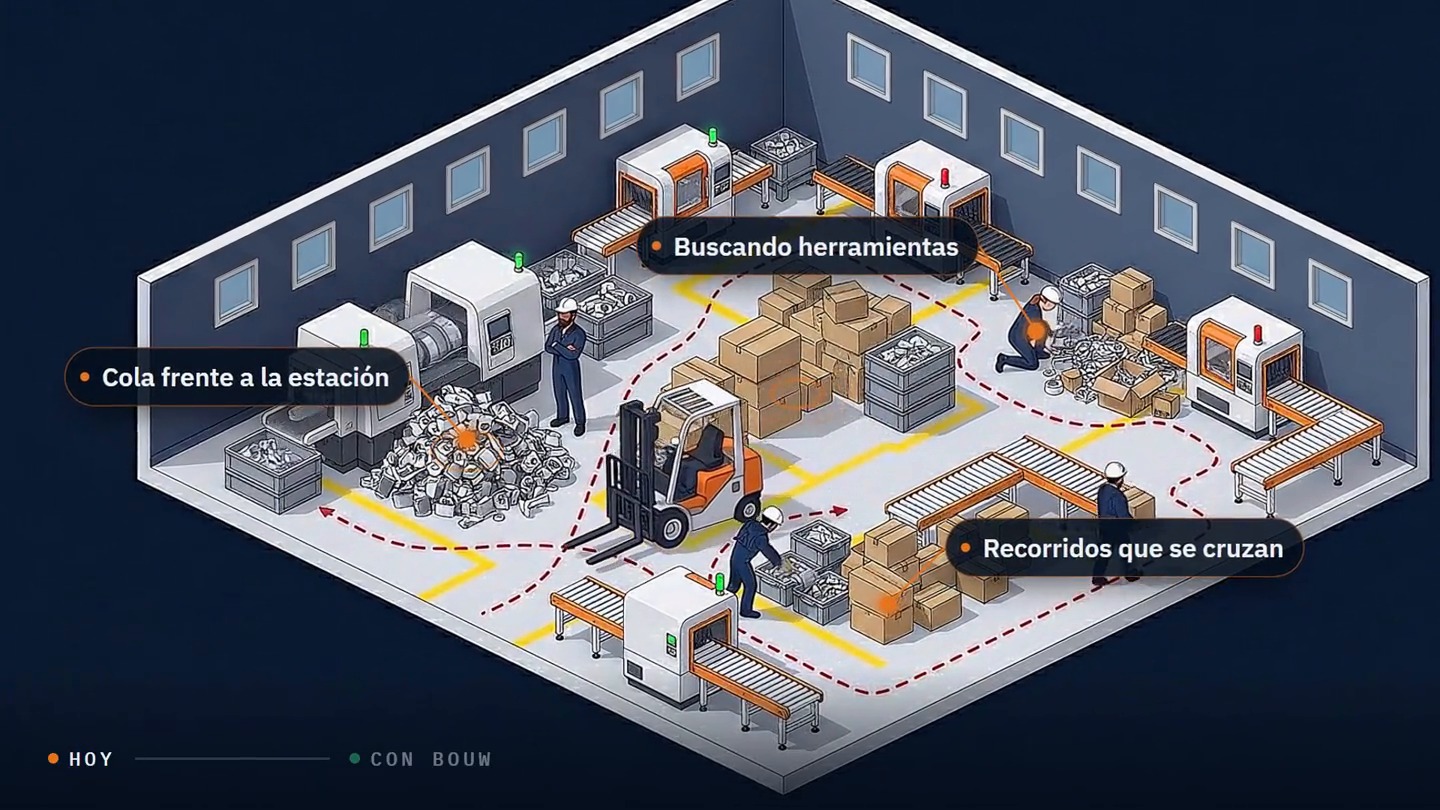 Buscando herramientas
Cola frente a la estación
Recorridos que se cruzan
HOY
CON BOUW